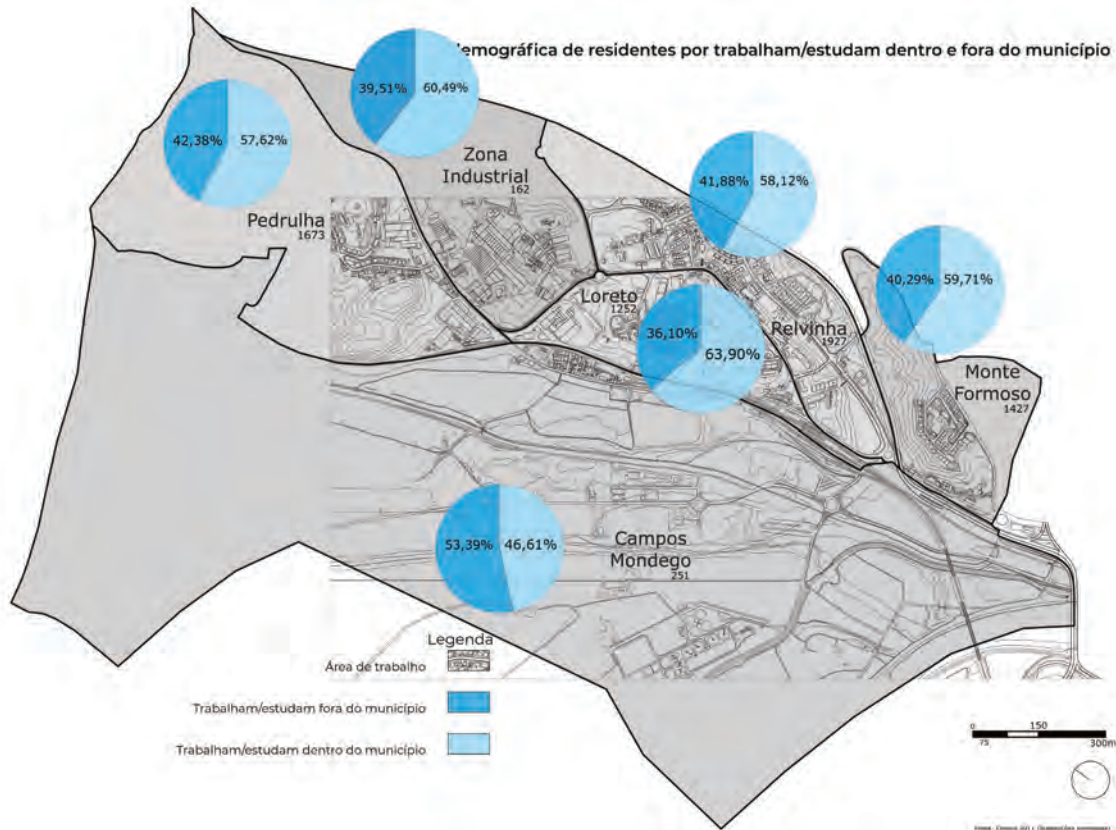 demográfica de residentes por trabalham/estudam dentro e fora do município
39,51% 60,49%
42,38% 57,62%
Zona
Industrial
162
41,88% 58,12%
Pedrulha
1673
40,29% 59,71%
Loreto
1252
36,10%
63,90%
Relvinha
1927
Monte
Formoso
1427
53,39% 46,61%
Campos
Mondego
251
Legenda
Área de trabalho
Trabalham/estudam fora do município
Trabalham/estudam dentro do município
0 150
75 300m